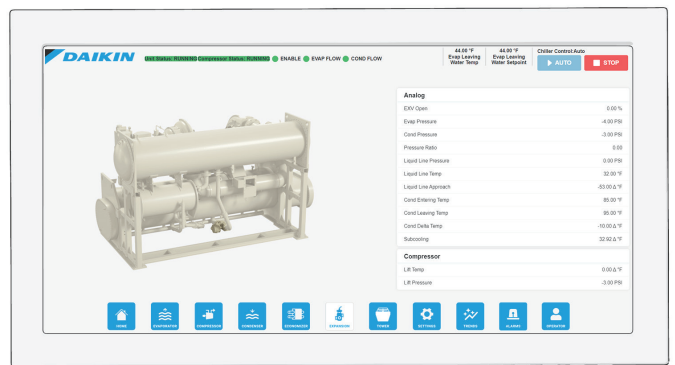 DAIKIN
Unit Status: RUNNING Compressor Status: RUNNING ENABLE EVAP FLOW COND FLOW
44.00 °F
Evap Leaving
Water Temp
44.00 °F
Evap Leaving
Water Setpoint
Chiller Control:Auto
AUTO
STOP
Analog
EXV Open 0.00 %
Evap Pressure -4.00 PSI
Cond Pressure -3.00 PSI
Pressure Ratio 0.00
Liquid Line Pressure 0.00 PSI
Liquid Line Temp 32.00 °F
Liquid Line Approach -53.00 Δ °F
Cond Entering Temp 85.00 °F
Cond Leaving Temp 95.00 °F
Cond Delta Temp -10.00 Δ °F
Subcooling 32.92 Δ °F
Compressor
Lift Temp 0.00 Δ °F
Lift Pressure -3.00 PSI
HOME
EVAPORATOR
COMPRESSOR
CONDENSER
ECONOMIZER
EXPANSION
TOWER
SETTINGS
TRENDS
ALARMS
OPERATOR